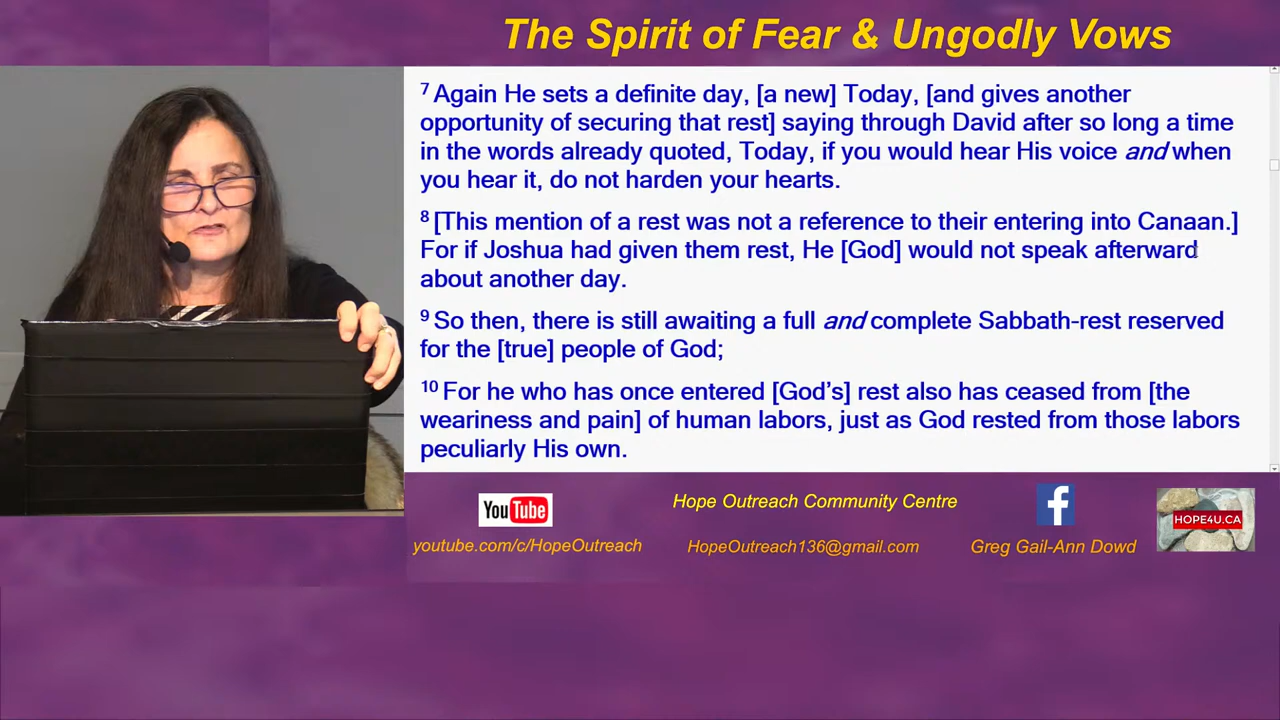 The Spirit of Fear & Ungodly Vows
7 Again He sets a definite day, [a new] Today, [and gives another
opportunity of securing that rest] saying through David after so long a time
in the words already quoted, Today, if you would hear His voice and when
you hear it, do not harden your hearts.
8 [This mention of a rest was not a reference to their entering into Canaan.]
For if Joshua had given them rest, He [God] would not speak afterward
about another day.
9 So then, there is still awaiting a full and complete Sabbath-rest reserved
for the [true] people of God;
10 For he who has once entered [God’s] rest also has ceased from [the
weariness and pain] of human labors, just as God rested from those labors
peculiarly His own.
YouTube
youtube.com/c/HopeOutreach
Hope Outreach Community Centre
HopeOutreach136@gmail.com
Greg Gail-Ann Dowd
HOPE4U.CA